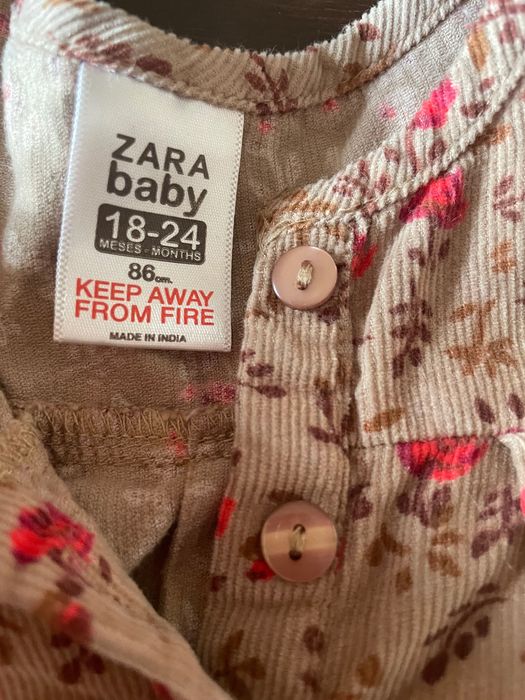 ZARA
baby
18-24
MESES - MONTHS
86cm.
KEEP AWAY
FROM FIRE
MADE IN INDIA